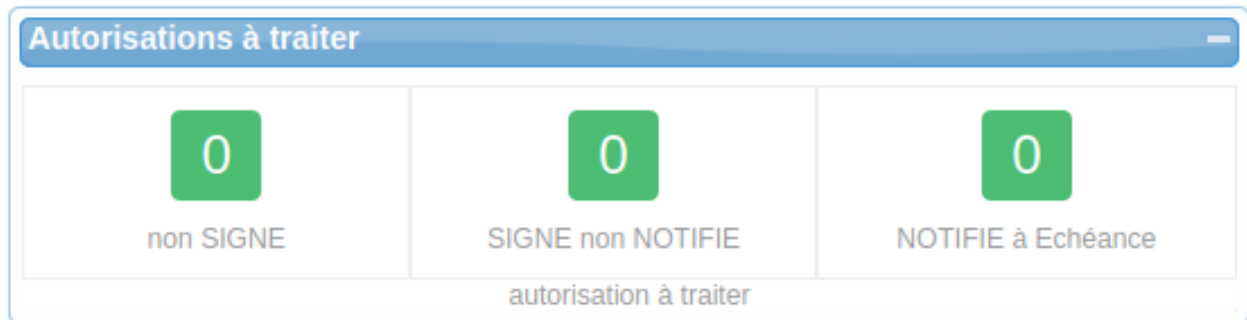 Autorisations à traiter
0 0 0
non SIGNE SIGNE non NOTIFIE NOTIFIE à Echéance
autorisation à traiter